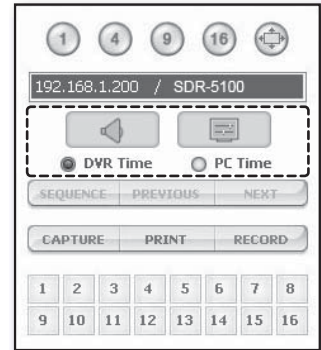 1 4 9 16
192.168.1.200 / SDR-5100
DVR Time PC Time
SEQUENCE PREVIOUS NEXT
CAPTURE PRINT RECORD
1 2 3 4 5 6 7 8
9 10 11 12 13 14 15 16